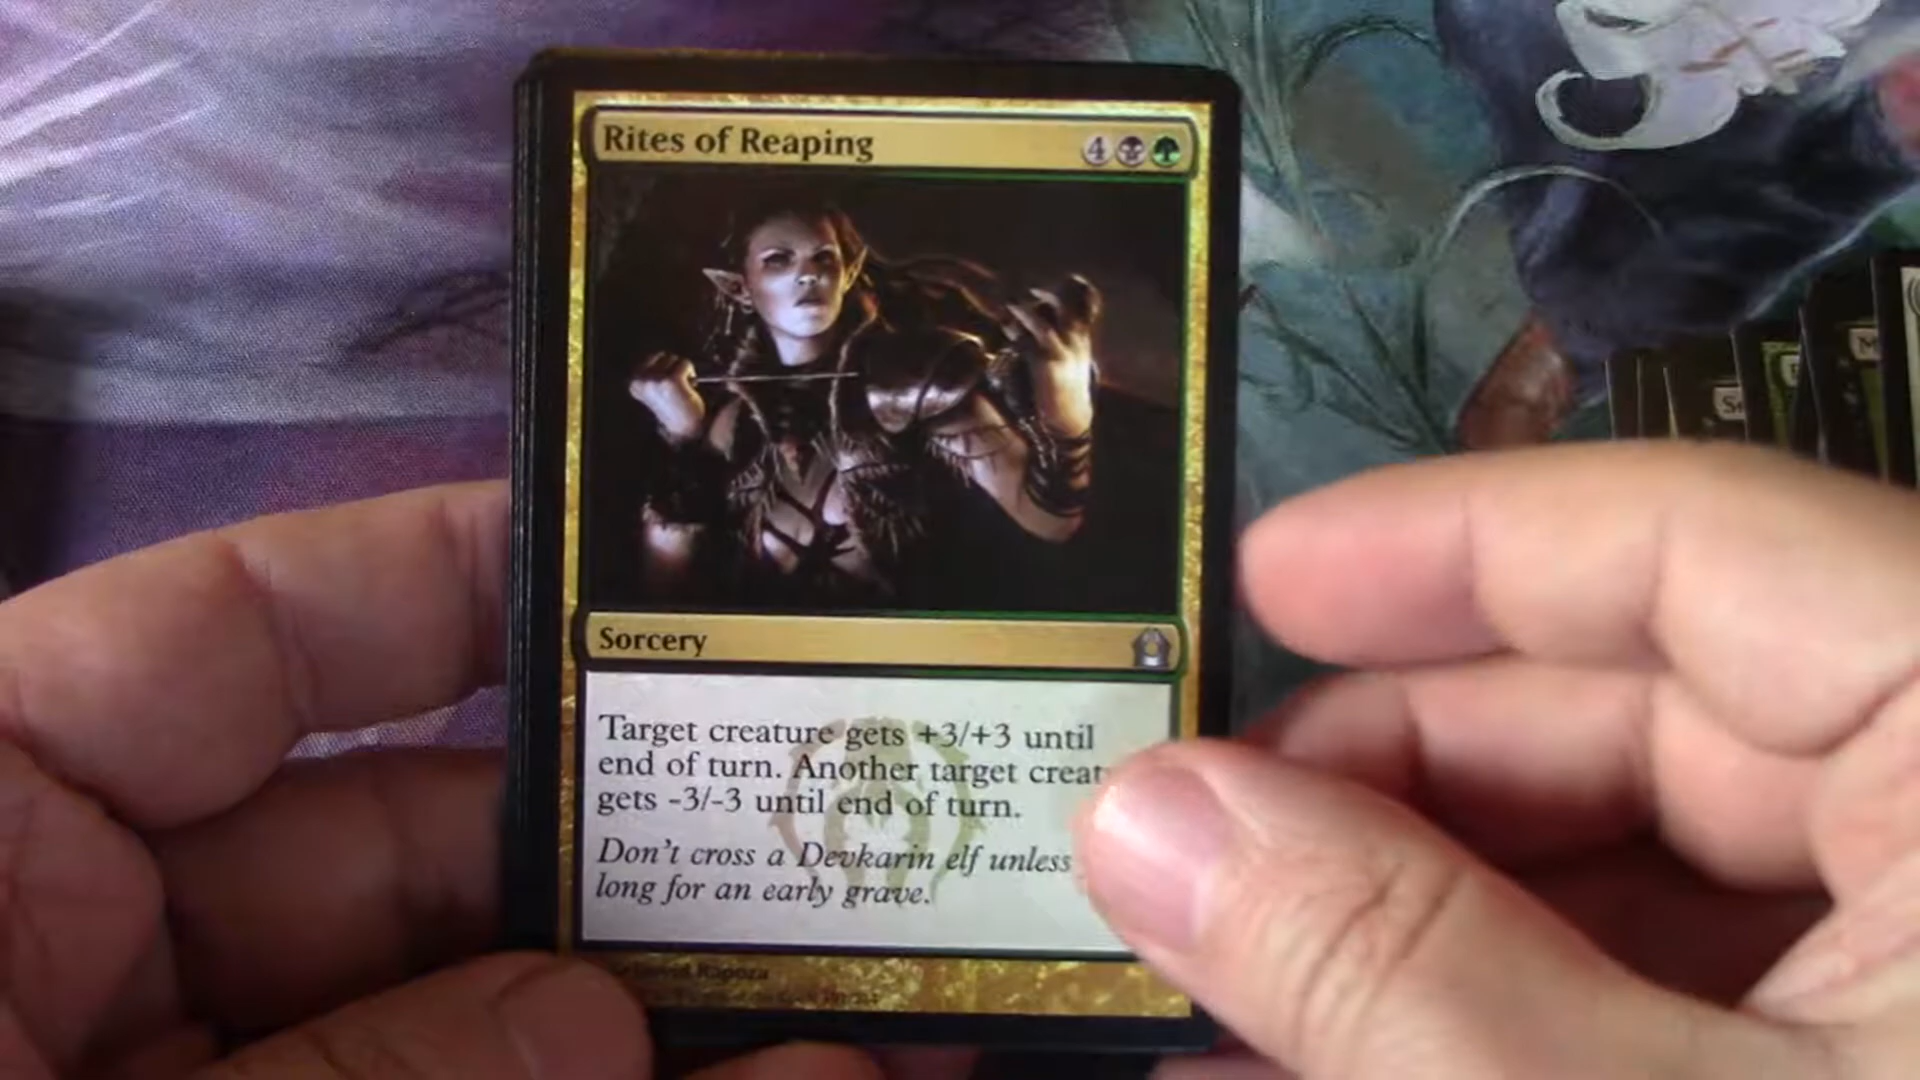 Rites of Reaping
4
Sorcery
Target creature gets +3/+3 until
end of turn. Another target creat
gets -3/-3 until end of turn.
Don't cross a Devkarin elf unless
long for an early grave.
Rapoza